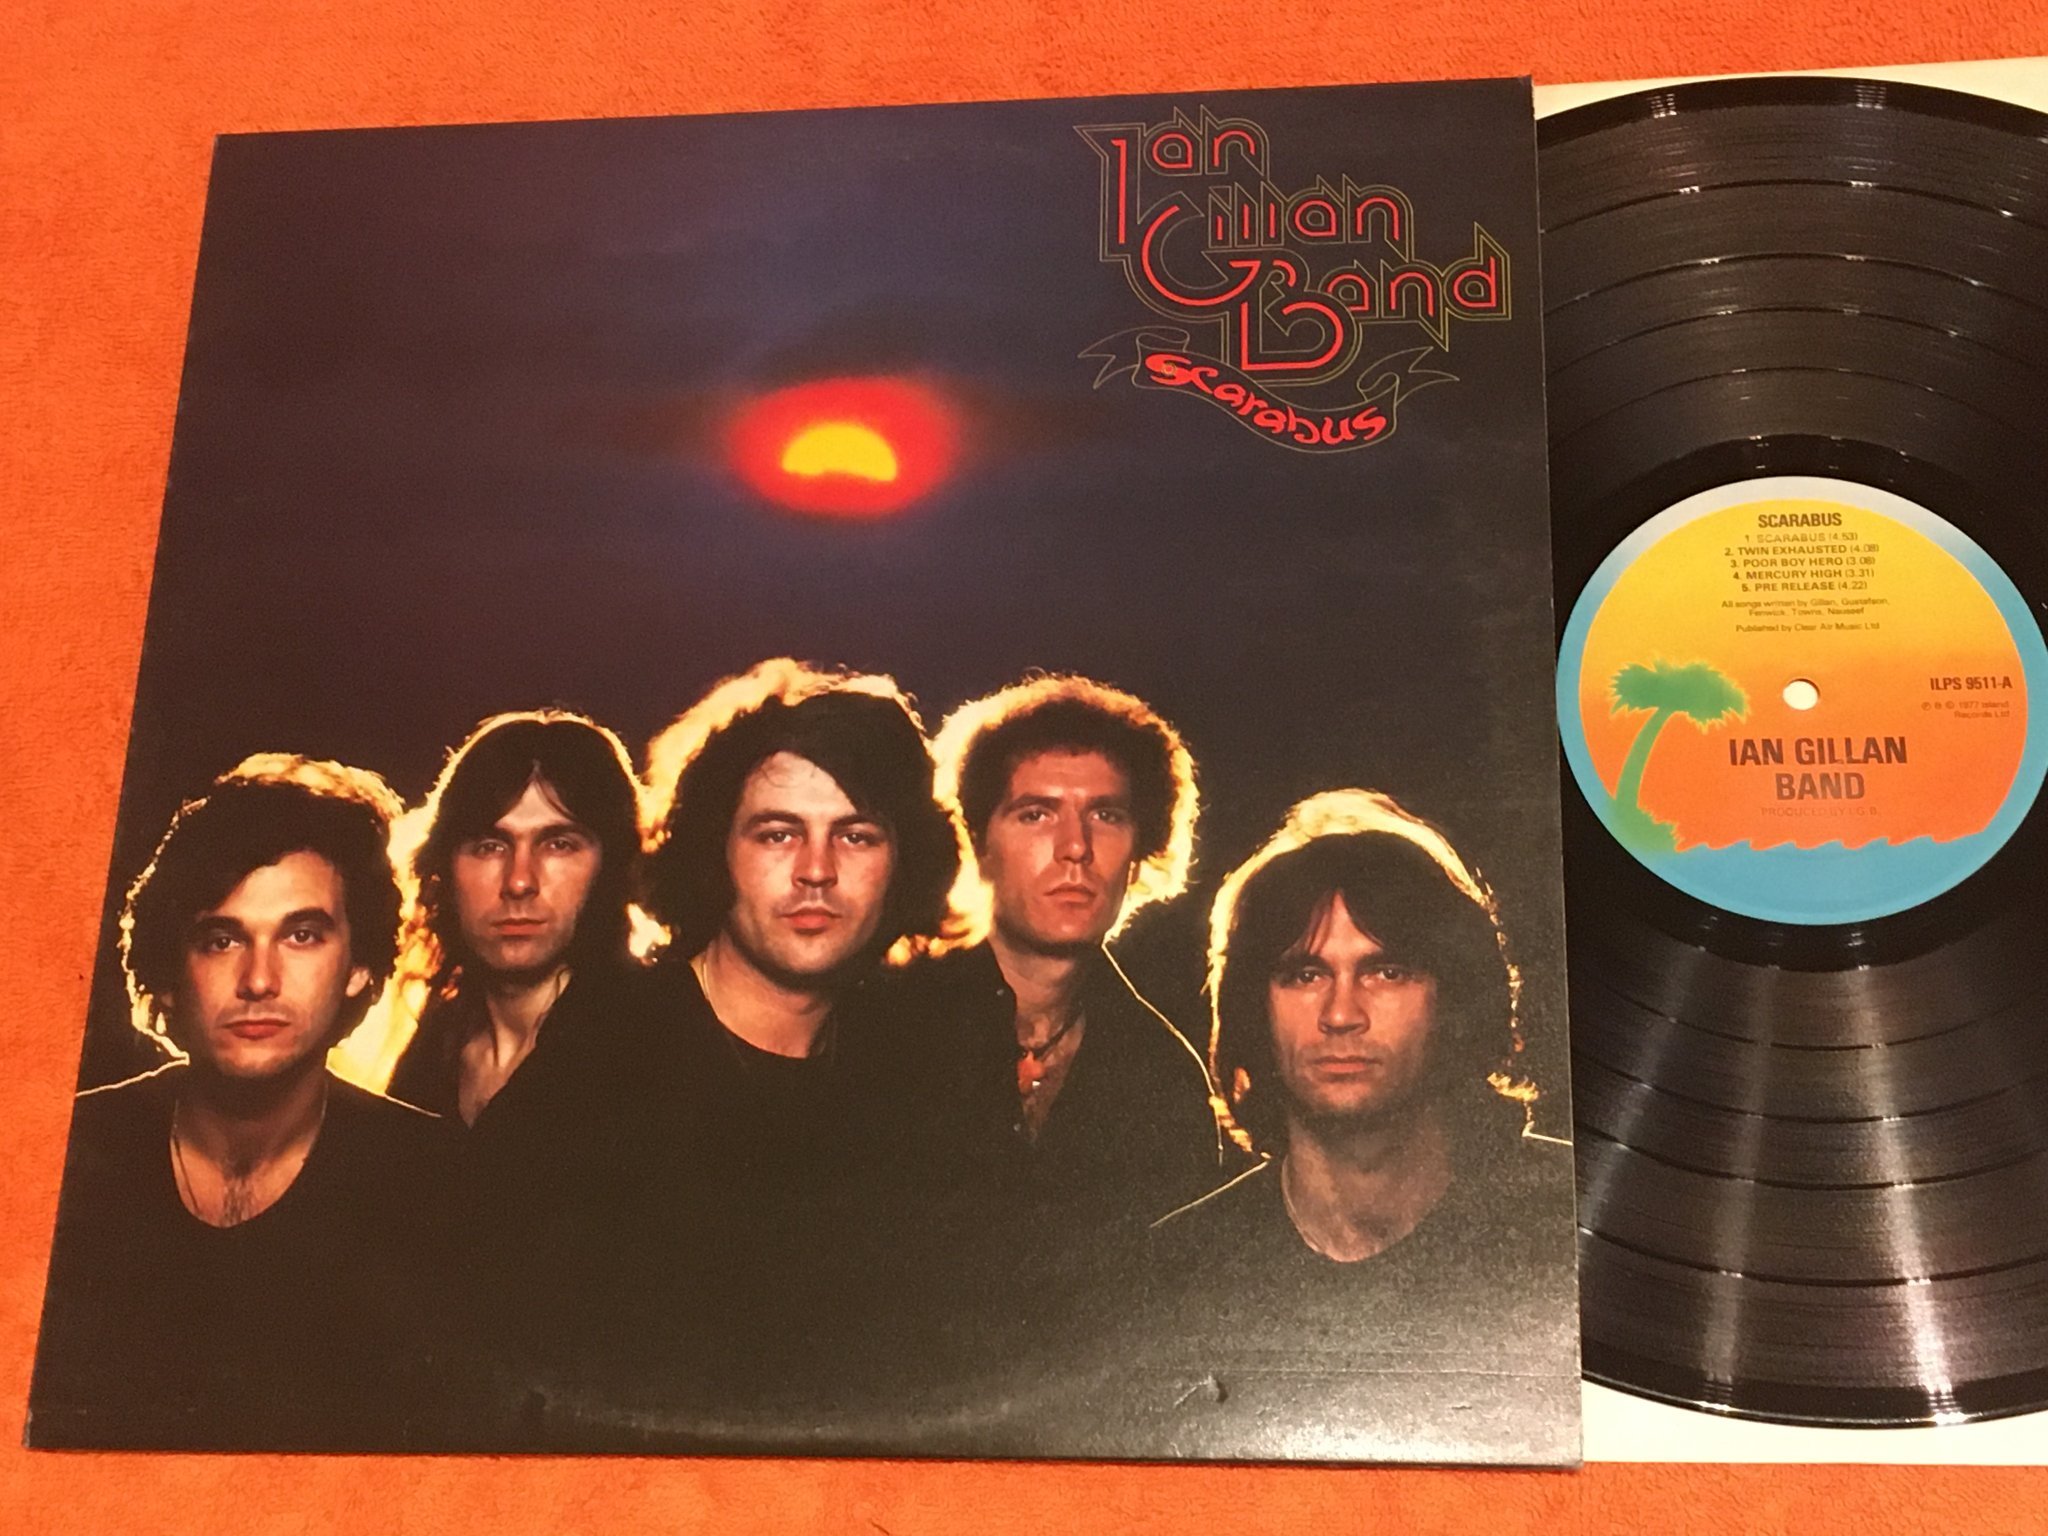 Ian
Gillan
Band
Scarabus
SCARABUS
1 SCARABUS (4.53)
2. TWIN EXHAUSTED (4.08)
3. POOR BOY HERO (3.08)
4. MERCURY HIGH (3.31)
5. PRE RELEASE (4.22)
All songs written by Gillan, Gustafson,
Fenwick, Towns, Nauseef
Published by Clear Air Music Ltd
ILPS 9511-A
℗ & © 1977 Island
Records Ltd
IAN GILLAN
BAND
PRODUCED BY I.G.B.